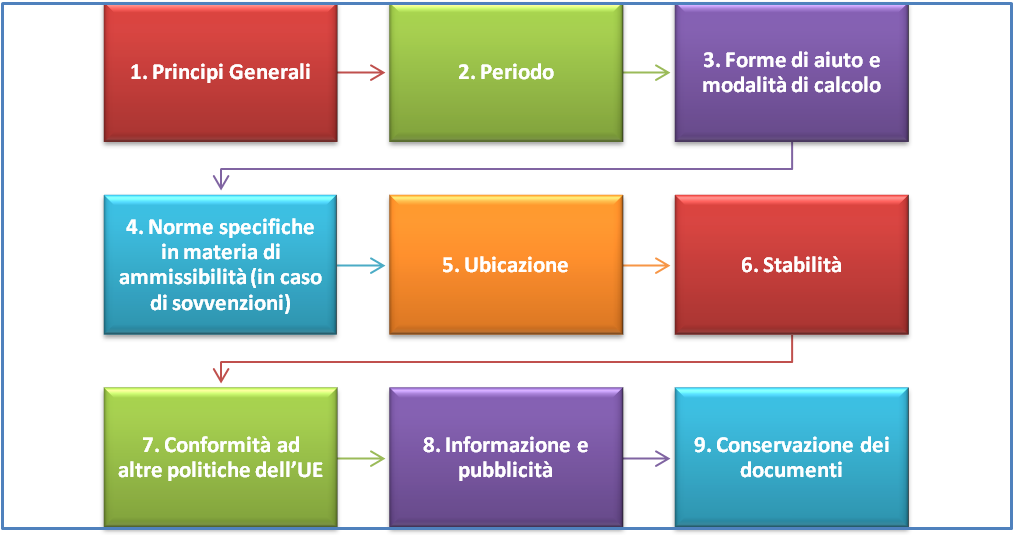 1. Principi Generali
2. Periodo
3. Forme di aiuto e
modalità di calcolo
4. Norme specifiche
in materia di
ammissibilità (in caso
di sovvenzioni)
5. Ubicazione
6. Stabilità
7. Conformità ad
altre politiche dell’UE
8. Informazione e
pubblicità
9. Conservazione dei
documenti